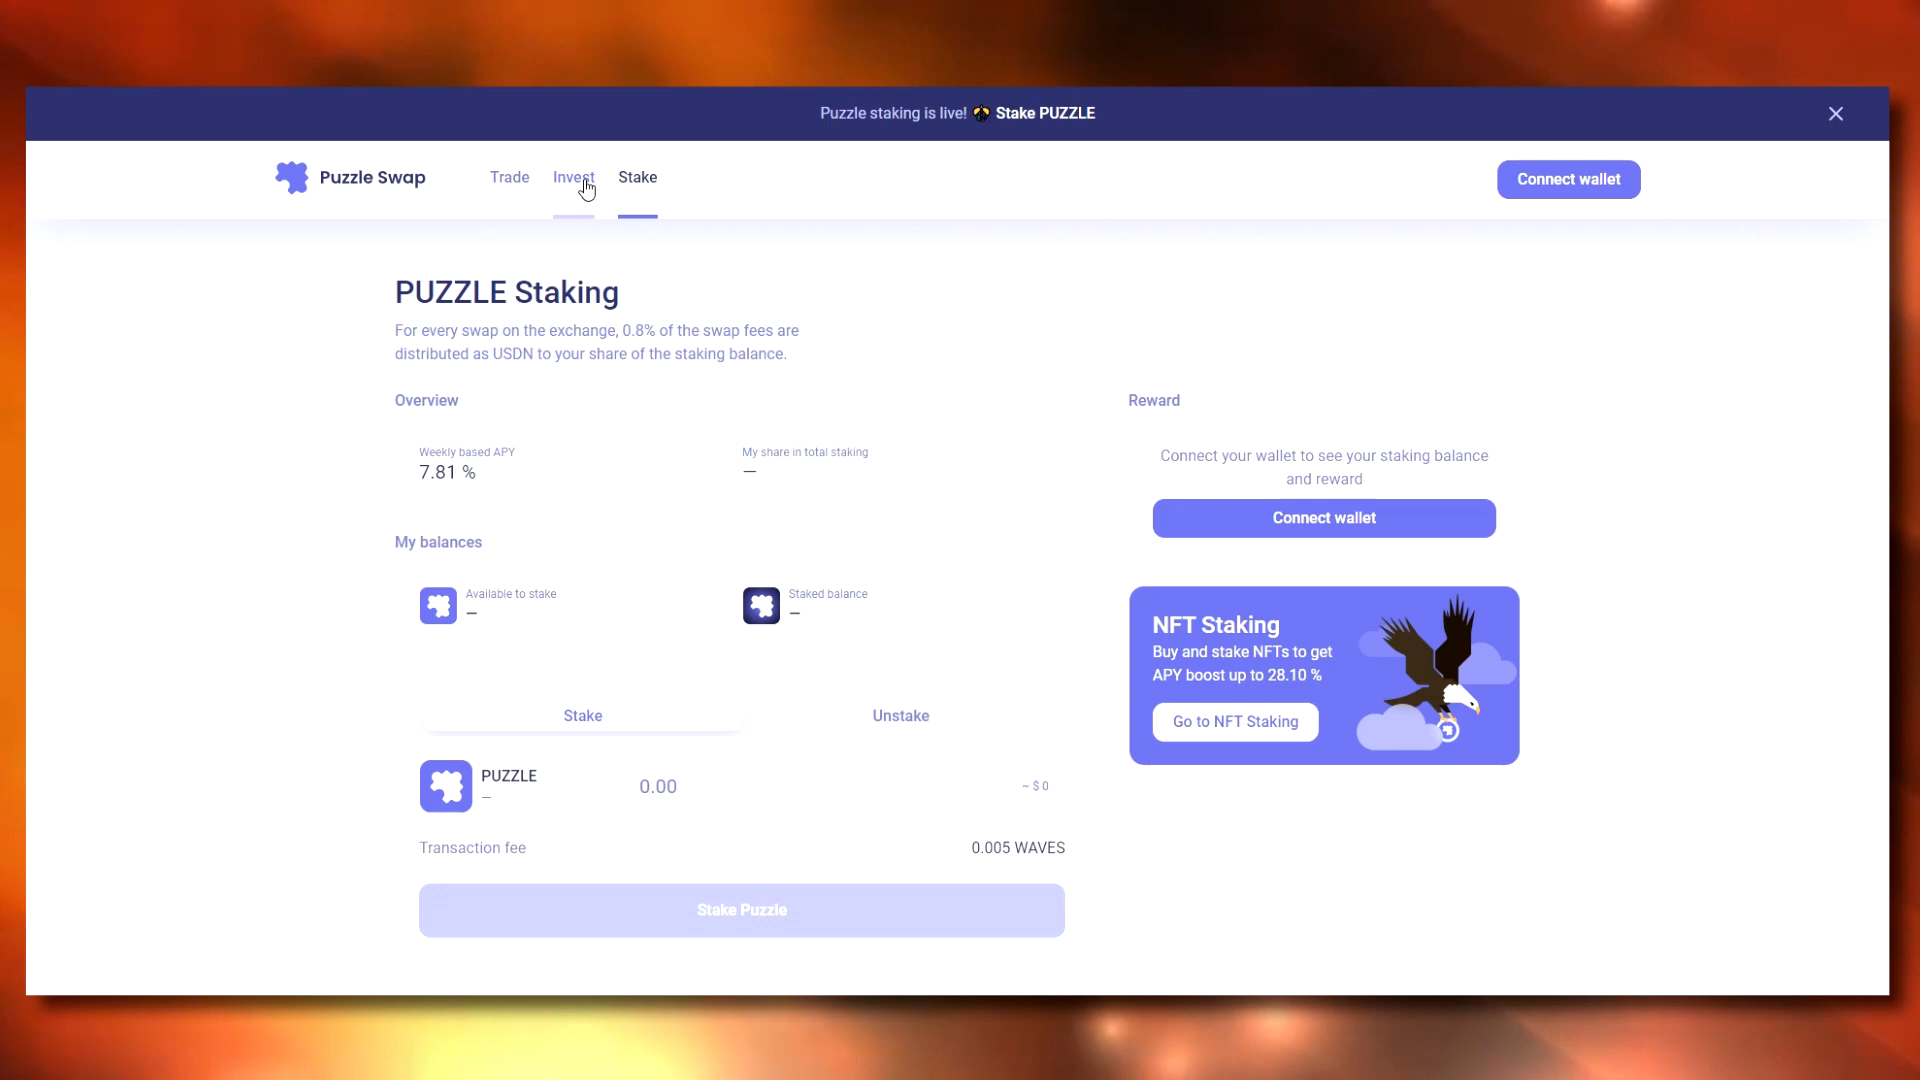 Puzzle staking is live! Stake PUZZLE
Puzzle Swap
Trade
Invest
Stake
Connect wallet
PUZZLE Staking
For every swap on the exchange, 0.8% of the swap fees are
distributed as USDN to your share of the staking balance.
Overview
Weekly based APY
7.81 %
My share in total staking
—
My balances
Available to stake
—
Staked balance
—
Stake
Unstake
PUZZLE
—
0.00
~ $ 0
Transaction fee
0.005 WAVES
Stake Puzzle
Reward
Connect your wallet to see your staking balance
and reward
Connect wallet
NFT Staking
Buy and stake NFTs to get
APY boost up to 28.10 %
Go to NFT Staking